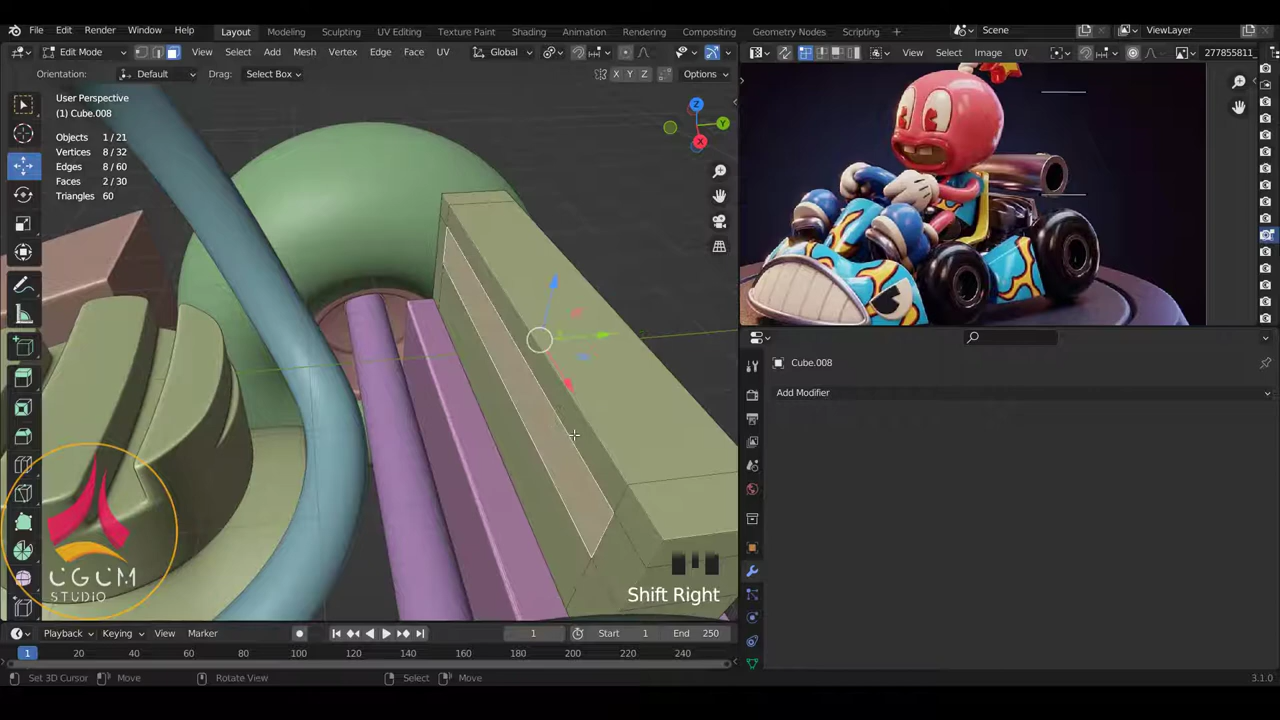 File Edit Render Window Help Layout Modeling Sculpting UV Editing Texture Paint Shading Animation Rendering Compositing Geometry Nodes Scripting Scene ViewLayer
Edit Mode View Select Add Mesh Vertex Edge Face UV Global View Select Image UV 277855811
Orientation: Default Drag: Select Box X Y Z Options
User Perspective
(1) Cube.008
Objects 1 / 21
Vertices 8 / 32
Edges 8 / 60
Faces 2 / 30
Triangles 60
Z
Y
X
Cube.008
Add Modifier
CGCM
STUDIO
Shift Right
Playback Keying View Marker 1 Start 1 End 250
1 20 40 60 80 100 120 140 160 180 200 220 240
Set 3D Cursor Move Rotate View Select Move 3.1.0